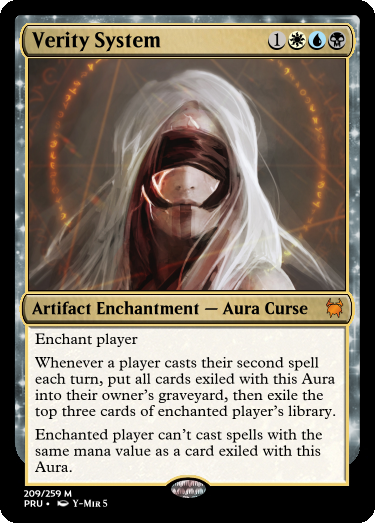 Verity System 1
Artifact Enchantment — Aura Curse
Enchant player
Whenever a player casts their second spell
each turn, put all cards exiled with this Aura
into their owner's graveyard, then exile the
top three cards of enchanted player's library.
Enchanted player can't cast spells with the
same mana value as a card exiled with this
Aura.
209/259 M
PRU • Y-Mir 5